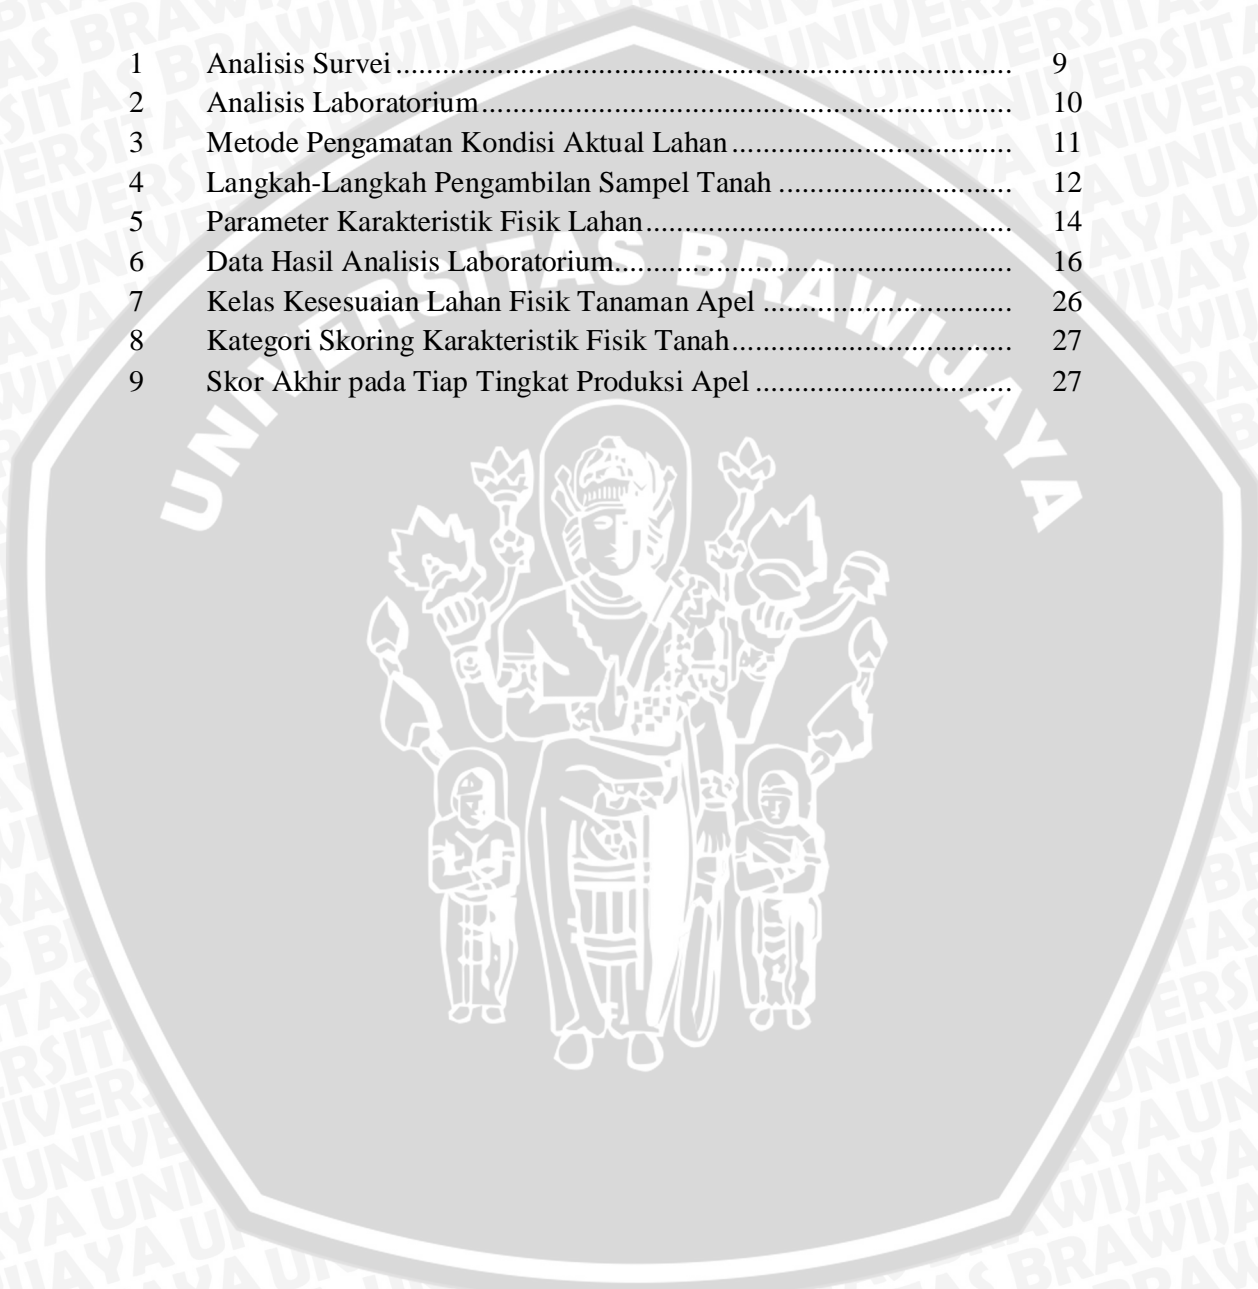 1 Analisis Survei ........................................................................... 9
2 Analisis Laboratorium ................................................................ 10
3 Metode Pengamatan Kondisi Aktual Lahan .................................. 11
4 Langkah-Langkah Pengambilan Sampel Tanah ............................ 12
5 Parameter Karakteristik Fisik Lahan ............................................ 14
6 Data Hasil Analisis Laboratorium ................................................ 16
7 Kelas Kesesuaian Lahan Fisik Tanaman Apel .............................. 26
8 Kategori Skoring Karakteristik Fisik Tanah .................................. 27
9 Skor Akhir pada Tiap Tingkat Produksi Apel ............................... 27
UNIVERSITAS BRAWIJAYA